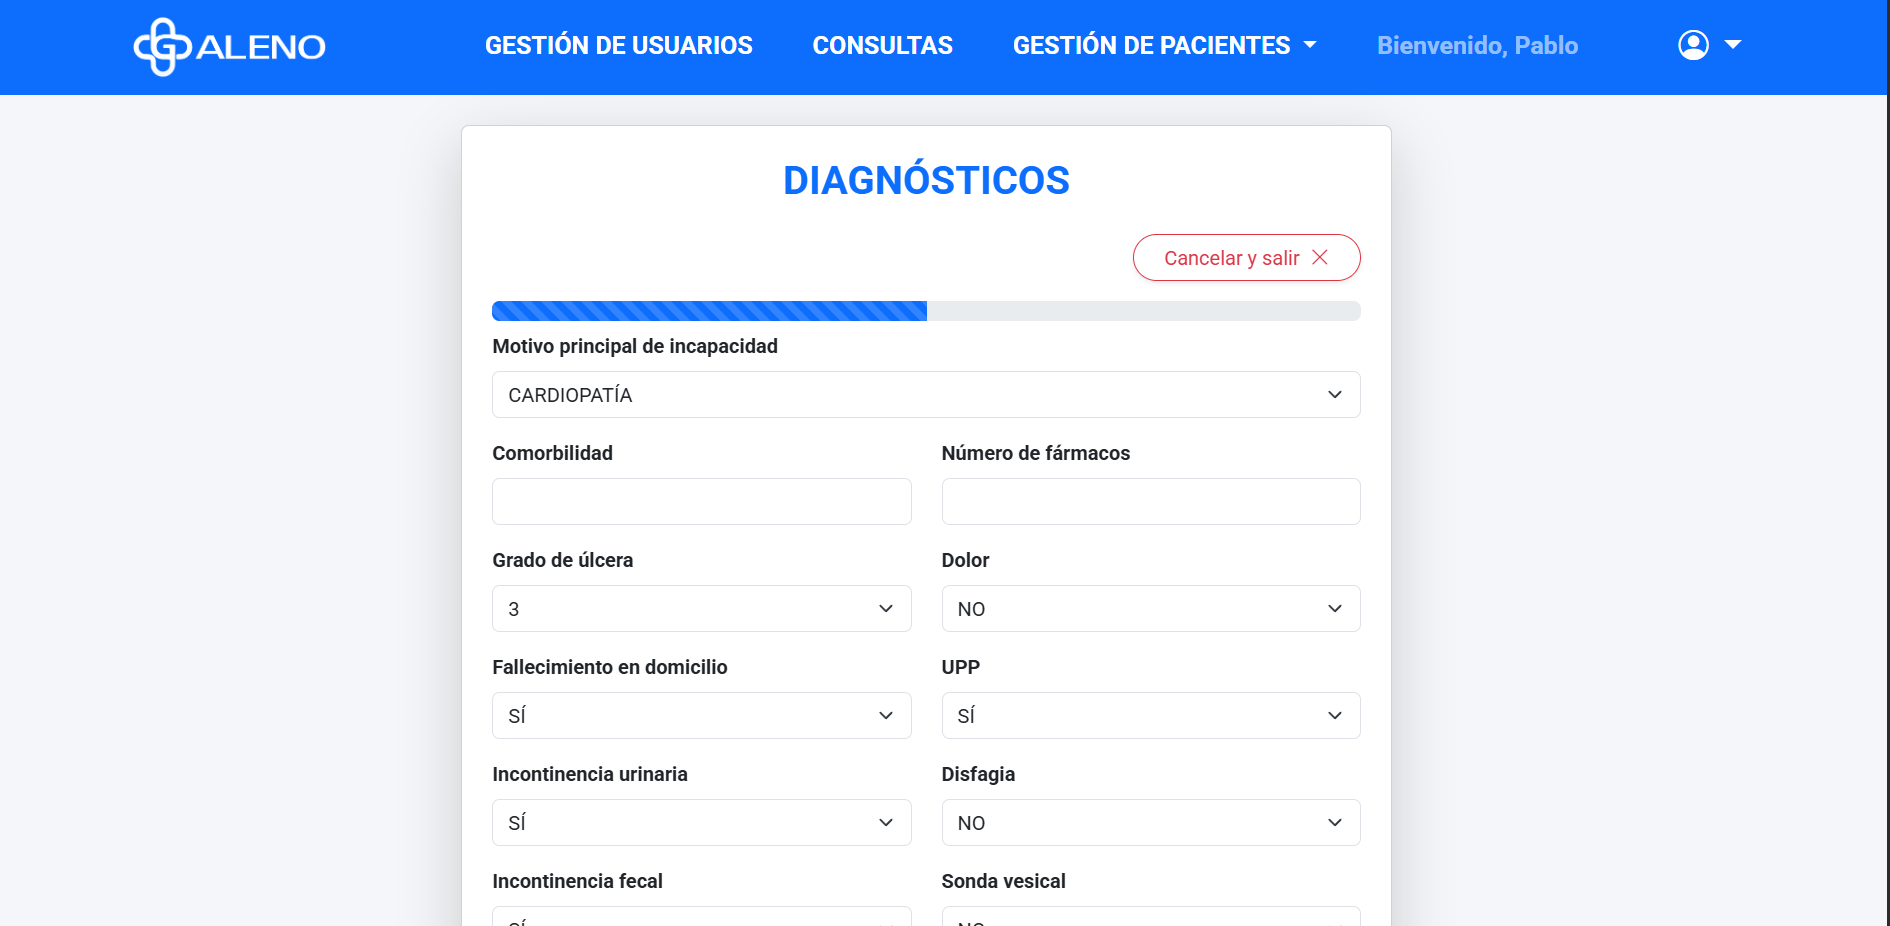 GALENO
GESTIÓN DE USUARIOS CONSULTAS GESTIÓN DE PACIENTES Bienvenido, Pablo
DIAGNÓSTICOS
Cancelar y salir
Motivo principal de incapacidad
CARDIOPATÍA
Comorbilidad Número de fármacos
Grado de úlcera Dolor
3 NO
Fallecimiento en domicilio UPP
SÍ SÍ
Incontinencia urinaria Disfagia
SÍ NO
Incontinencia fecal Sonda vesical
SÍ NO